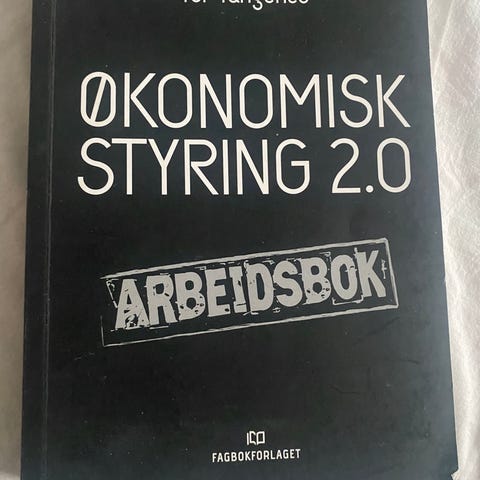 ØKONOMISK
STYRING 2.0
ARBEIDSBOK
FAGBOKFORLAGET